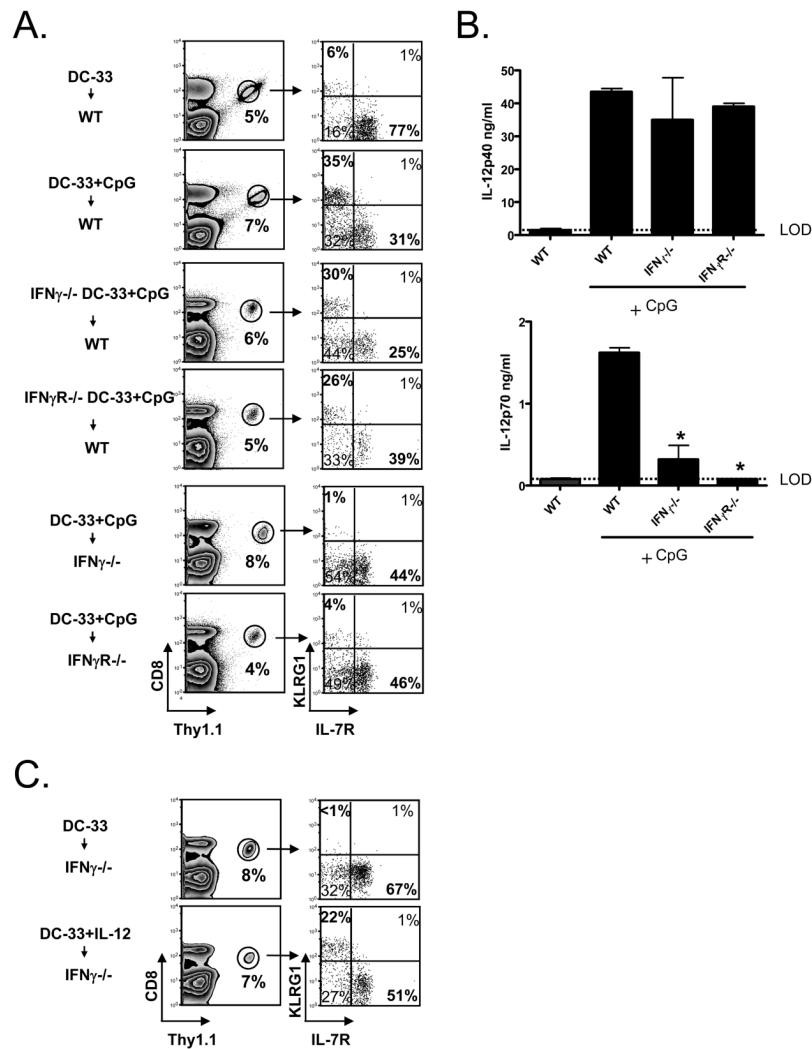 A.
DC-33
WT
5%
6%
1%
16%
77%
DC-33+CpG
WT
7%
35%
1%
32%
31%
IFNγ-/- DC-33+CpG
WT
6%
30%
1%
44%
25%
IFNγR-/- DC-33+CpG
WT
5%
26%
1%
33%
39%
DC-33+CpG
IFNγ-/-
8%
1%
1%
54%
44%
DC-33+CpG
IFNγR-/-
4%
4%
1%
49%
46%
CD8
Thy1.1
KLRG1
IL-7R
B.
IL-12p40 ng/ml
50
40
30
20
10
0
LOD
WT
WT
IFNγ-/-
IFNγR-/-
+ CpG
IL-12p70 ng/ml
2
1
0
*
*
LOD
WT
WT
IFNγ-/-
IFNγR-/-
+ CpG
C.
DC-33
IFNγ-/-
8%
<1%
1%
32%
67%
DC-33+IL-12
IFNγ-/-
7%
22%
1%
27%
51%
CD8
Thy1.1
KLRG1
IL-7R